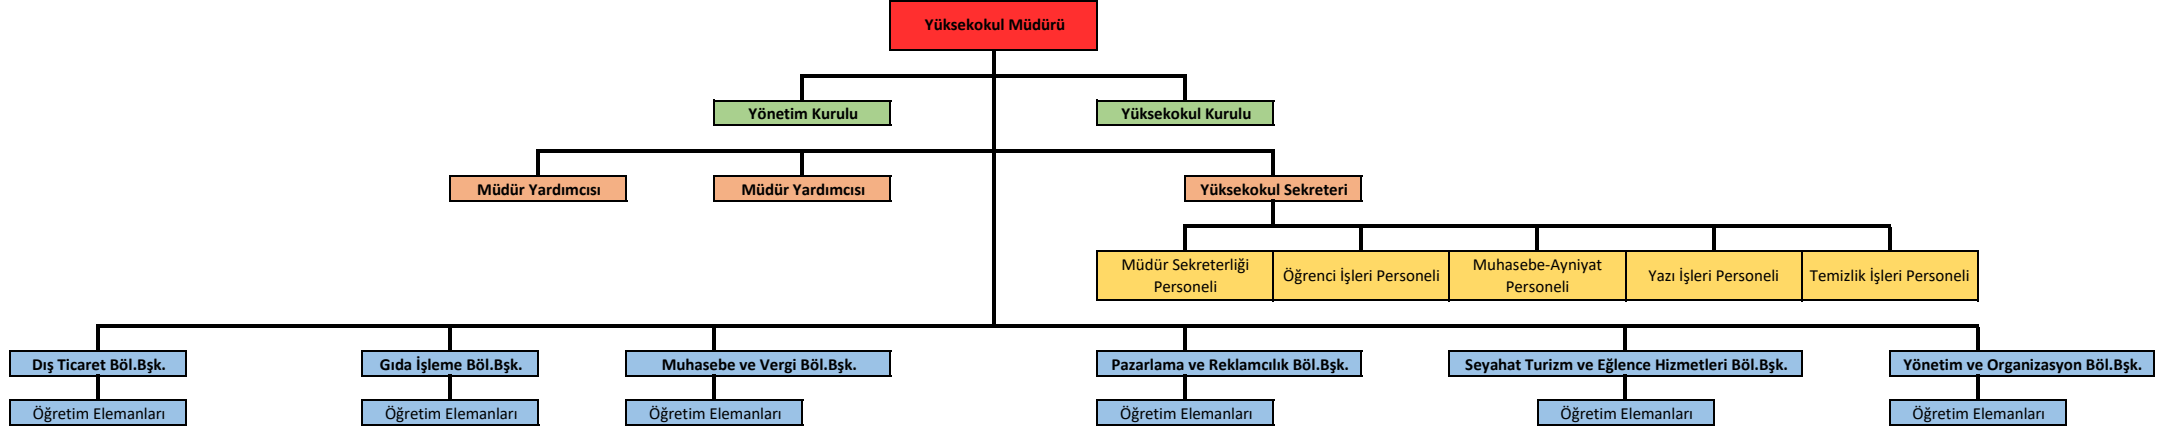 Yüksekokul Müdürü
Yönetim Kurulu
Yüksekokul Kurulu
Müdür Yardımcısı
Müdür Yardımcısı
Yüksekokul Sekreteri
Müdür Sekreterliği
Personeli
Öğrenci İşleri Personeli
Muhasebe-Ayniyat
Personeli
Yazı İşleri Personeli
Temizlik İşleri Personeli
Dış Ticaret Böl.Bşk.
Gıda İşleme Böl.Bşk.
Muhasebe ve Vergi Böl.Bşk.
Pazarlama ve Reklamcılık Böl.Bşk.
Seyahat Turizm ve Eğlence Hizmetleri Böl.Bşk.
Yönetim ve Organizasyon Böl.Bşk.
Öğretim Elemanları
Öğretim Elemanları
Öğretim Elemanları
Öğretim Elemanları
Öğretim Elemanları
Öğretim Elemanları